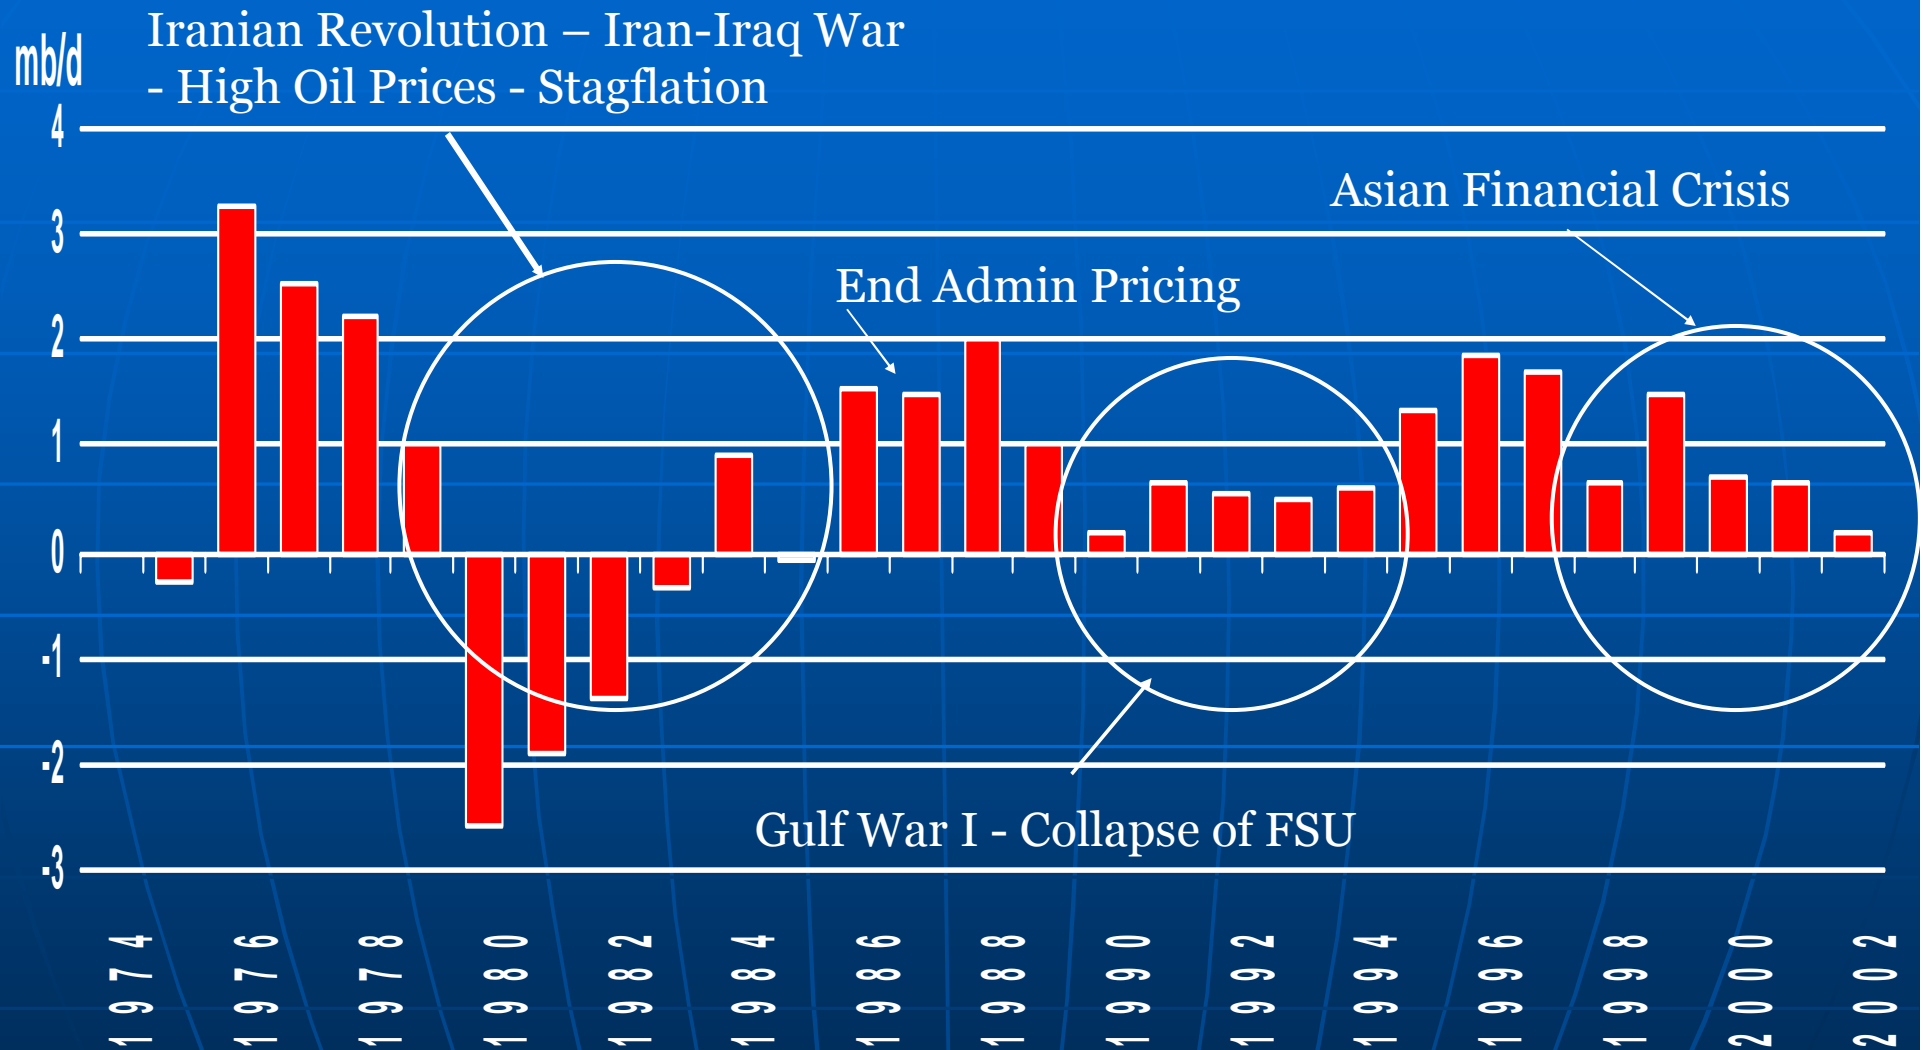 Iranian Revolution – Iran-Iraq War
- High Oil Prices - Stagflation
mb/d
4
Asian Financial Crisis
3
End Admin Pricing
2
1
0
-1
-2
Gulf War I - Collapse of FSU
-3
1974 1976 1978 1980 1982 1984 1986 1988 1990 1992 1994 1996 1998 2000 2002